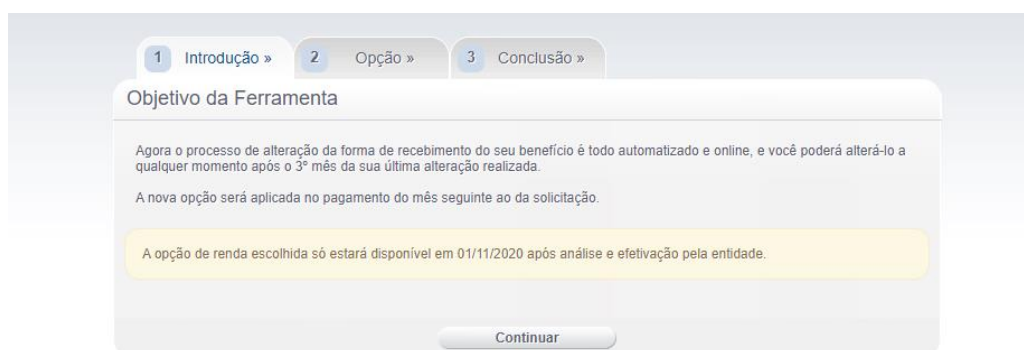 1 Introdução » 2 Opção » 3 Conclusão »
Objetivo da Ferramenta
Agora o processo de alteração da forma de recebimento do seu benefício é todo automatizado e online, e você poderá alterá-lo a
qualquer momento após o 3º mês da sua última alteração realizada.
A nova opção será aplicada no pagamento do mês seguinte ao da solicitação.
A opção de renda escolhida só estará disponível em 01/11/2020 após análise e efetivação pela entidade.
Continuar